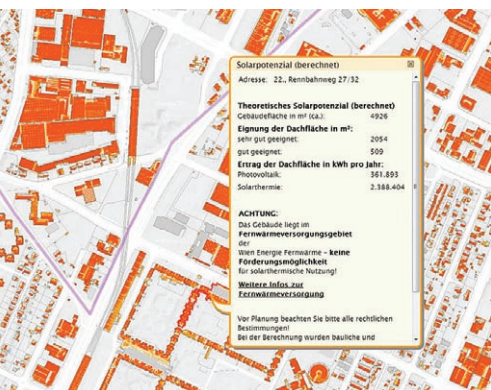 Solarpotenzial (berechnet)
Adresse: 22., Rennbahnweg 27/32
Theoretisches Solarpotenzial (berechnet)
Gebäudefläche in m² (ca.): 4926
Eignung der Dachfläche in m²:
sehr gut geeignet: 2054
gut geeignet: 509
Ertrag der Dachfläche in kWh pro Jahr:
Photovoltaik: 361.893
Solarthermie: 2.388.404
ACHTUNG:
Das Gebäude liegt im
Fernwärmeversorgungsgebiet
der
Wien Energie Fernwärme – keine
Förderungsmöglichkeit
für solarthermische Nutzung!
Weitere Infos zur
Fernwärmeversorgung
Vor Planung beachten Sie bitte alle rechtlichen
Bestimmungen!
Bei der Berechnung wurden bauliche und